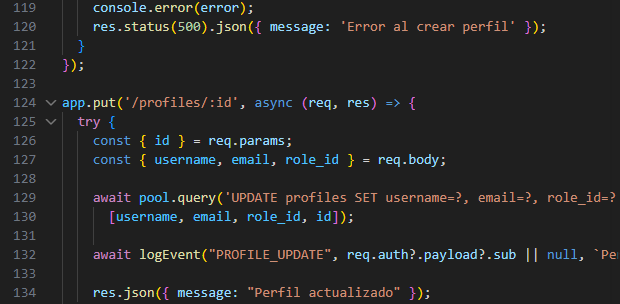 119 console.error(error);
120 res.status(500).json({ message: 'Error al crear perfil' });
121 }
122 });
123
124 app.put('/profiles/:id', async (req, res) => {
125 try {
126 const { id } = req.params;
127 const { username, email, role_id } = req.body;
128
129 await pool.query('UPDATE profiles SET username=?, email=?, role_id=?
130 [username, email, role_id, id]);
131
132 await logEvent("PROFILE_UPDATE", req.auth?.payload?.sub || null, `Pe
133
134 res.json({ message: "Perfil actualizado" });